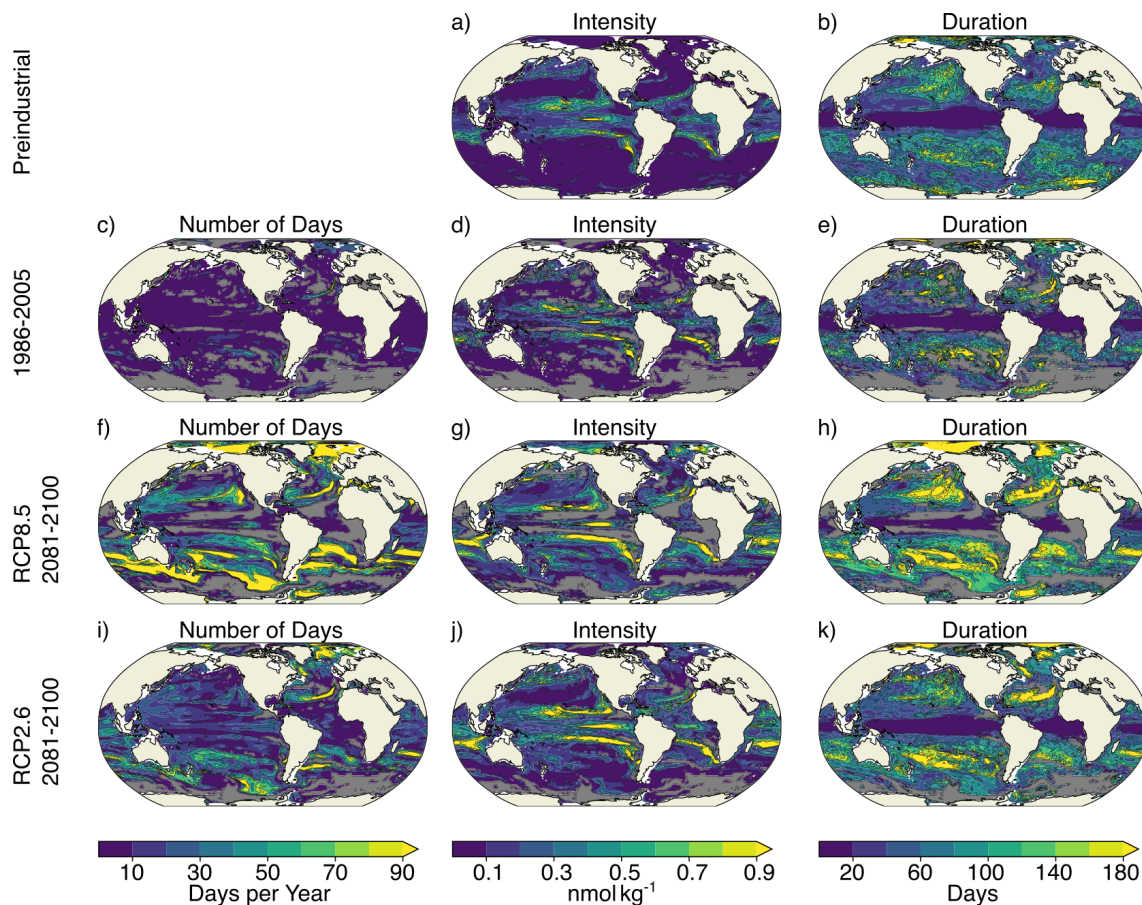 a) Intensity
b) Duration
Preindustrial
c) Number of Days
d) Intensity
e) Duration
1986-2005
f) Number of Days
g) Intensity
h) Duration
RCP8.5
2081-2100
i) Number of Days
j) Intensity
k) Duration
RCP2.6
2081-2100
10 30 50 70 90
Days per Year
0.1 0.3 0.5 0.7 0.9
nmol kg⁻¹
20 60 100 140 180
Days